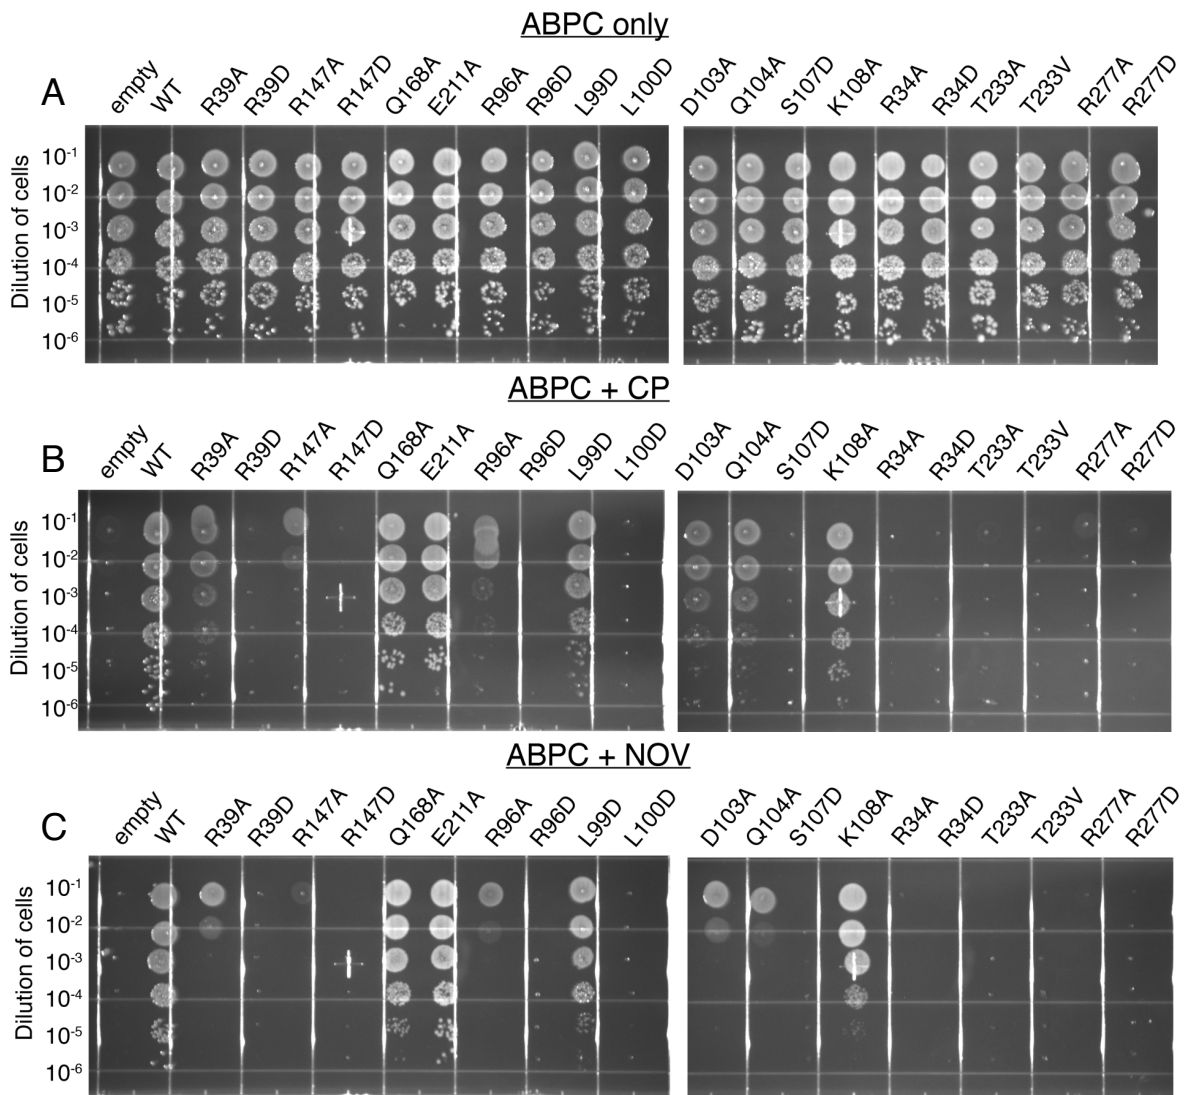 ABPC only
A
empty WT R39A R39D R147A R147D Q168A E211A R96A R96D L99D L100D D103A Q104A S107D K108A R34A R34D T233A T233V R277A R277D
Dilution of cells
10-1
10-2
10-3
10-4
10-5
10-6
ABPC + CP
B
empty WT R39A R39D R147A R147D Q168A E211A R96A R96D L99D L100D D103A Q104A S107D K108A R34A R34D T233A T233V R277A R277D
Dilution of cells
10-1
10-2
10-3
10-4
10-5
10-6
ABPC + NOV
C
empty WT R39A R39D R147A R147D Q168A E211A R96A R96D L99D L100D D103A Q104A S107D K108A R34A R34D T233A T233V R277A R277D
Dilution of cells
10-1
10-2
10-3
10-4
10-5
10-6